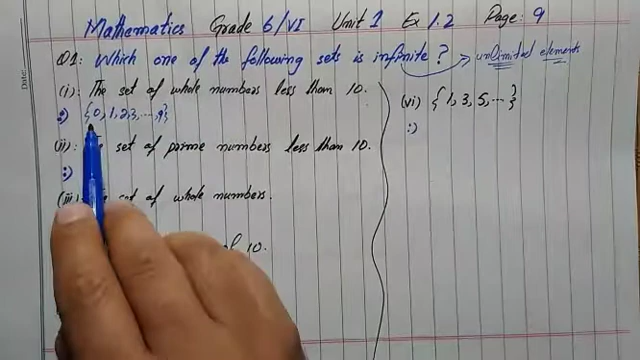 Mathematics Grade 6/VI Unit 1 Ex 1.2 Page: 9
Q1: Which one of the following sets is infinite? → unlimited elements
(i): The set of whole numbers less than 10.
:) {0, 1, 2, 3, ..., 9}
(ii): set of prime numbers less than 10.
:)
(iii) set of whole numbers.
of 10.
(vi) {1, 3, 5, ...}
:)